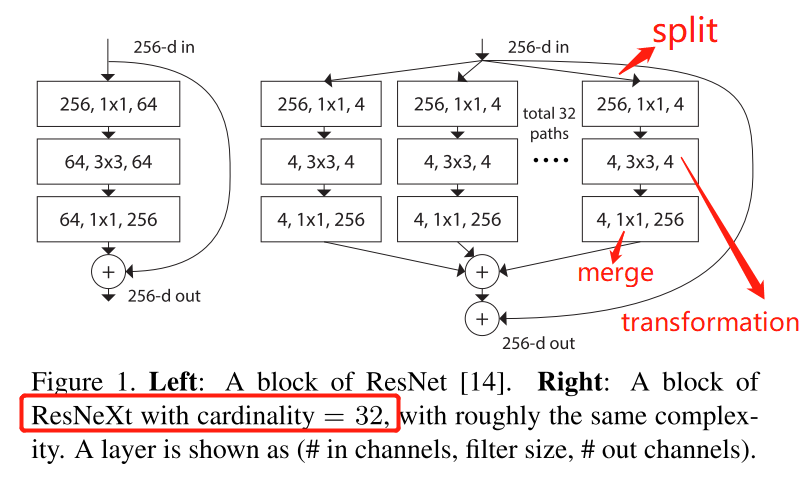 256-d in
256, 1x1, 64
64, 3x3, 64
64, 1x1, 256
+
256-d out
256-d in
split
256, 1x1, 4
256, 1x1, 4
total 32
paths
....
256, 1x1, 4
4, 3x3, 4
4, 3x3, 4
4, 3x3, 4
4, 1x1, 256
4, 1x1, 256
4, 1x1, 256
+
merge
transformation
+
256-d out
Figure 1. Left: A block of ResNet [14]. Right: A block of
ResNeXt with cardinality = 32, with roughly the same complex-
ity. A layer is shown as (# in channels, filter size, # out channels).